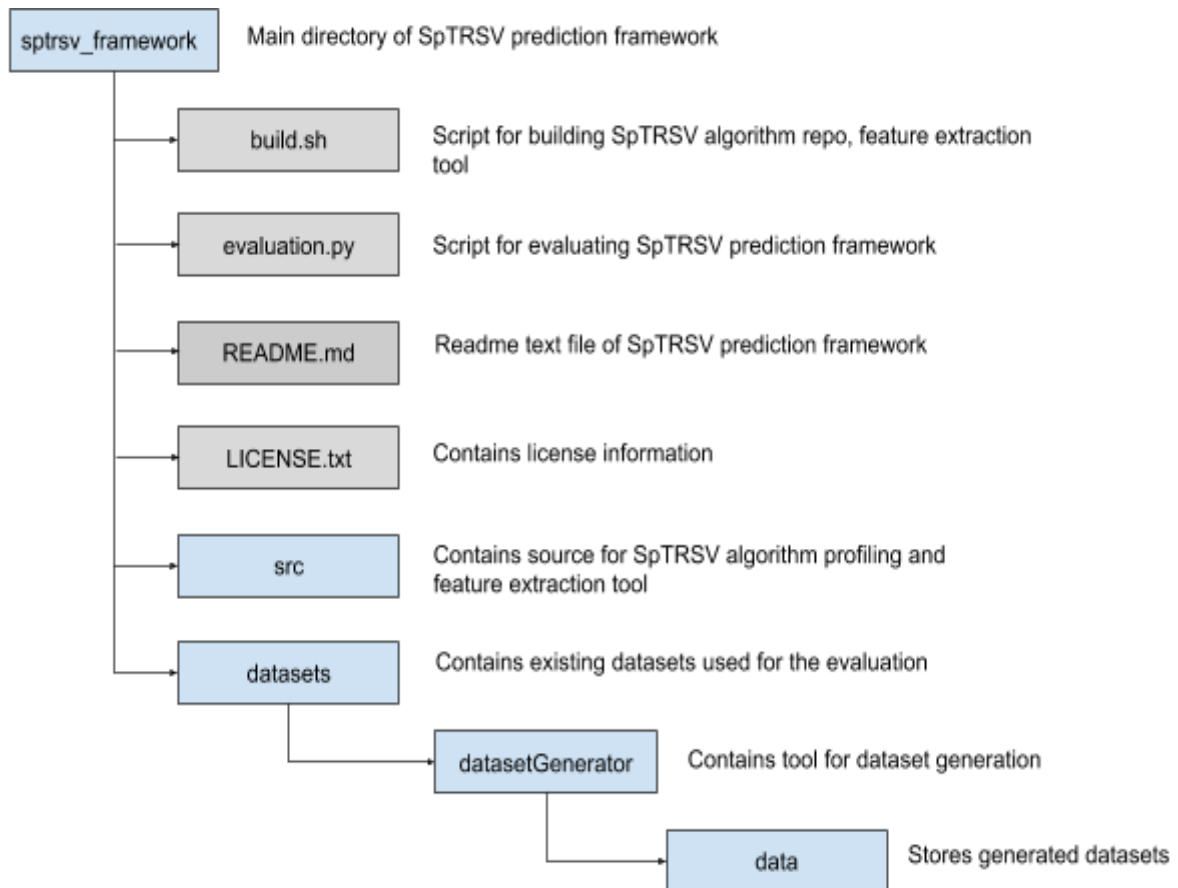 sptrsv_framework
Main directory of SpTRSV prediction framework
build.sh
Script for building SpTRSV algorithm repo, feature extraction
tool
evaluation.py
Script for evaluating SpTRSV prediction framework
README.md
Readme text file of SpTRSV prediction framework
LICENSE.txt
Contains license information
src
Contains source for SpTRSV algorithm profiling and
feature extraction tool
datasets
Contains existing datasets used for the evaluation
datasetGenerator
Contains tool for dataset generation
data
Stores generated datasets